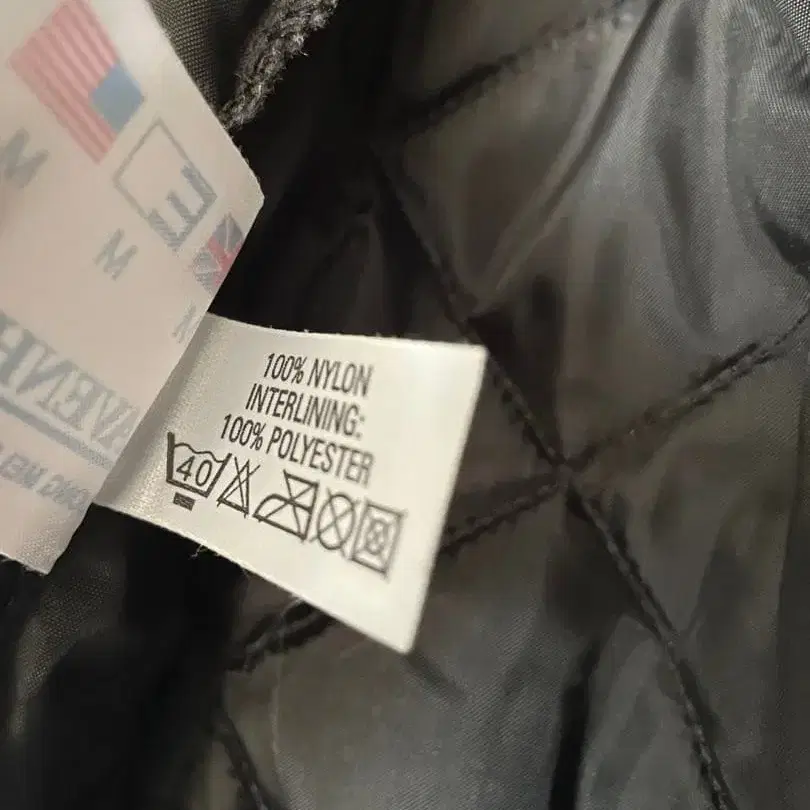 M
E
M
100% NYLON
INTERLINING:
100% POLYESTER
40